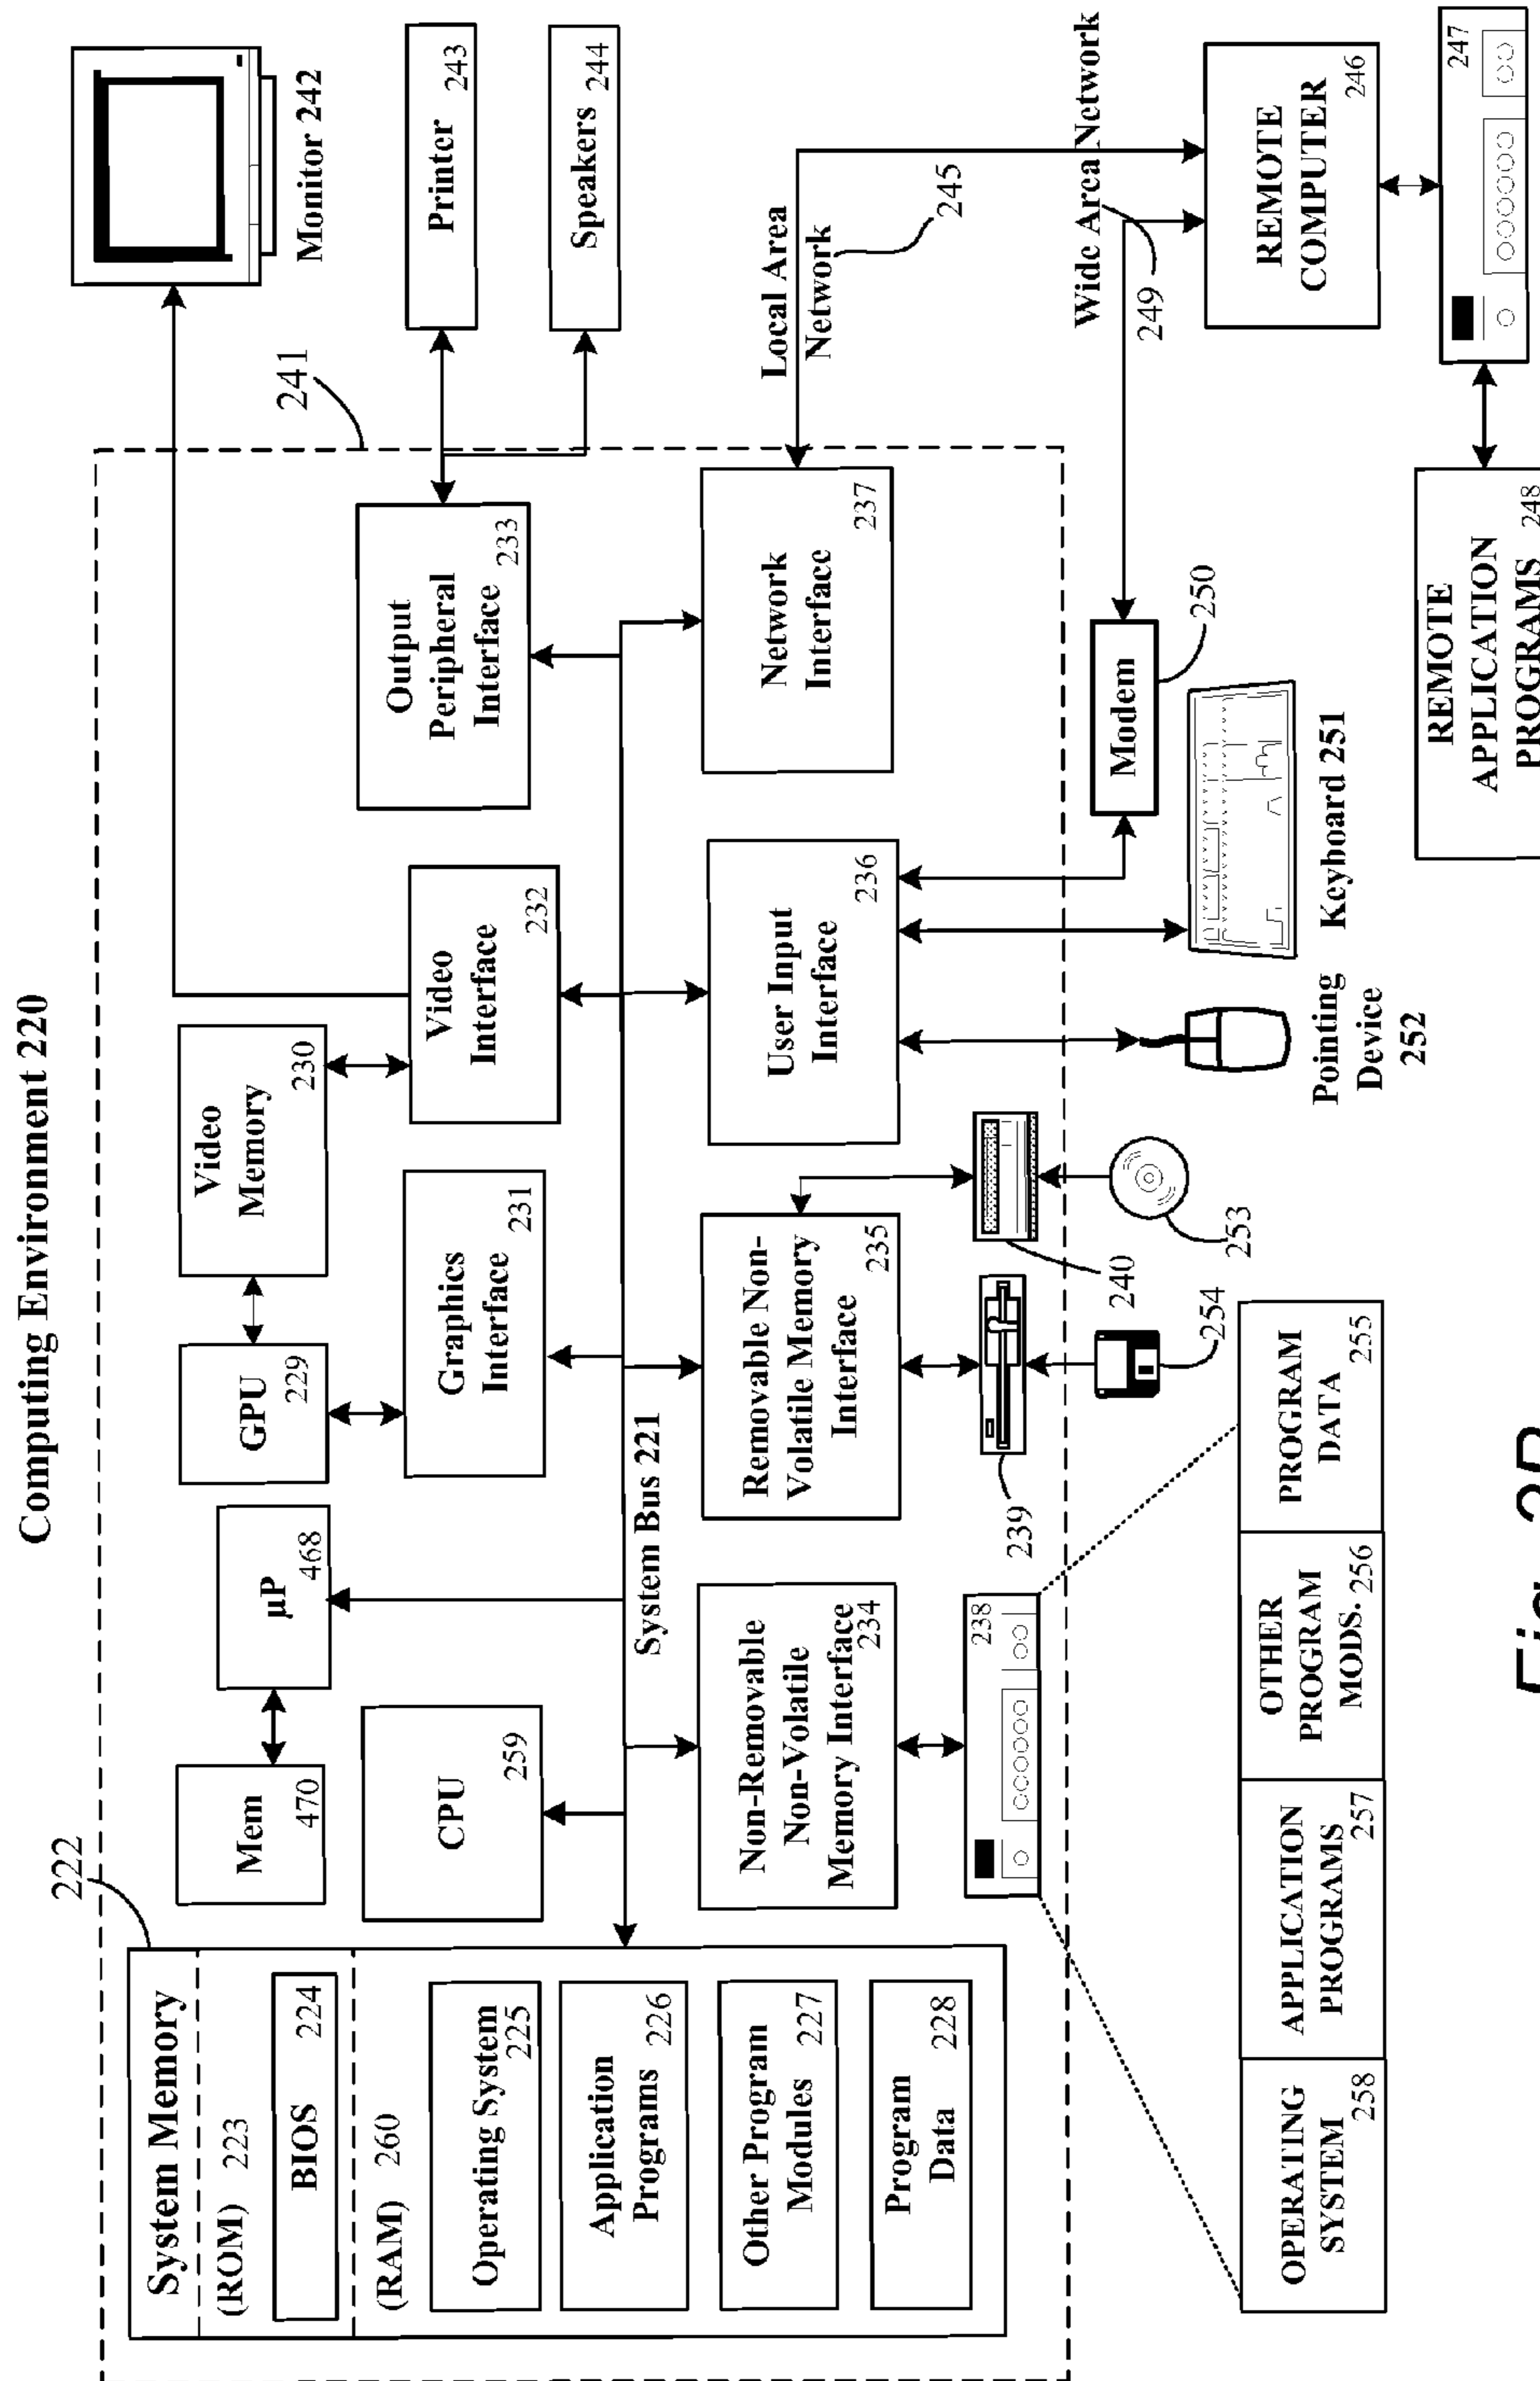 Computing Environment 220
222
System Memory
(ROM) 223
BIOS 224
(RAM) 260
Operating System
225
Application
Programs 226
Other Program
Modules 227
Program
Data 228
Mem
470
µP
468
CPU
259
GPU
229
Video
Memory
230
Graphics
Interface 231
Video
Interface 232
Output
Peripheral
Interface 233
241
Monitor 242
Printer 243
Speakers 244
System Bus 221
Non-Removable
Non-Volatile
Memory Interface
234
Removable Non-
Volatile Memory
Interface 235
User Input
Interface 236
Network
Interface 237
Local Area
Network
245
238
239
240
254
253
Modem
250
Wide Area Network
249
Pointing
Device
252
Keyboard 251
REMOTE
COMPUTER
246
247
REMOTE
APPLICATION
PROGRAMS 248
OPERATING
SYSTEM 258
APPLICATION
PROGRAMS
257
OTHER
PROGRAM
MODS. 256
PROGRAM
DATA 255